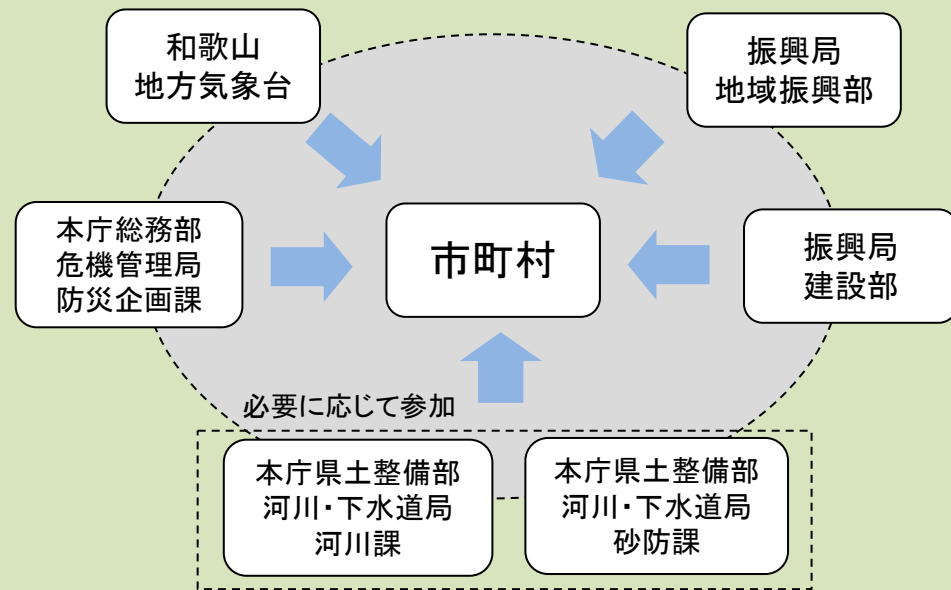 和歌山
地方気象台
振興局
地域振興部
本庁総務部
危機管理局
防災企画課
市町村
振興局
建設部
必要に応じて参加
本庁県土整備部
河川・下水道局
河川課
本庁県土整備部
河川・下水道局
砂防課